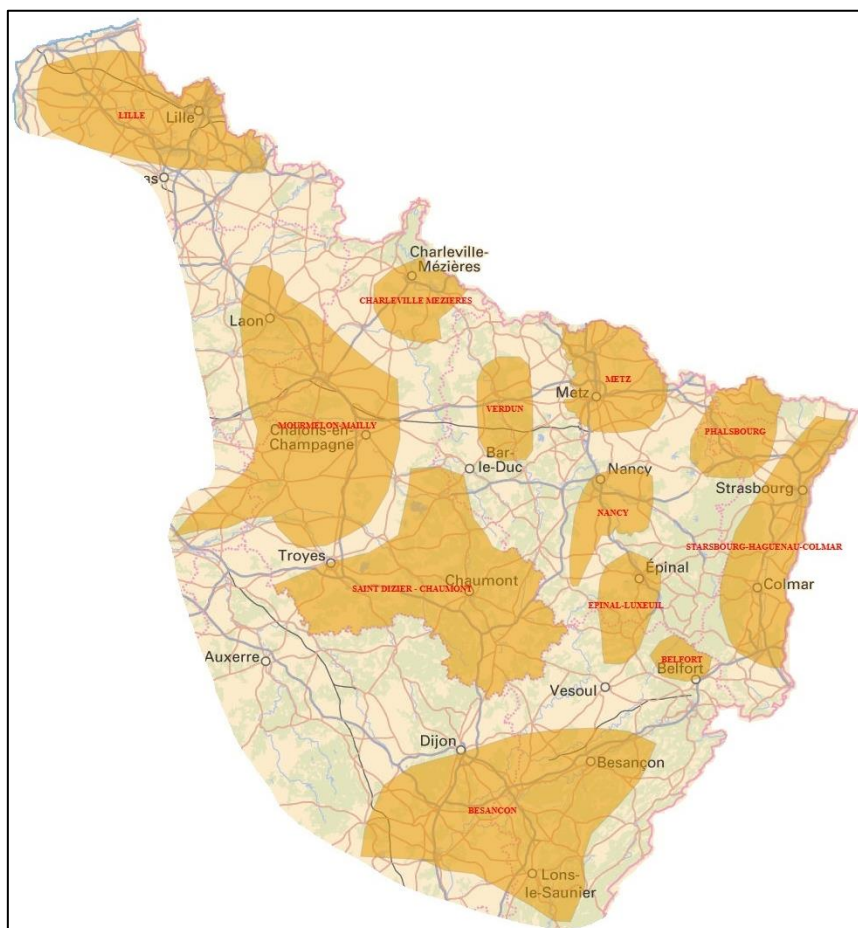 LILLE
Lille
as
Charleville-
Mézières
CHARLEVILLE MEZIERES
Laon
METZ
Metz
VERDUN
MOURMELON-MAILLY
Châlons-en-
Champagne
PHALSBOURG
Bar-
le-Duc
Nancy
NANCY
Strasbourg
STARSBOURG-HAGUENAU-COLMAR
Troyes
Épinal
SAINT DIZIER - CHAUMONT
Chaumont
Colmar
EPINAL-LUXEUIL
Auxerre
BELFORT
Belfort
Vesoul
Dijon
Besançon
BESANCON
Lons-
le-Saunier